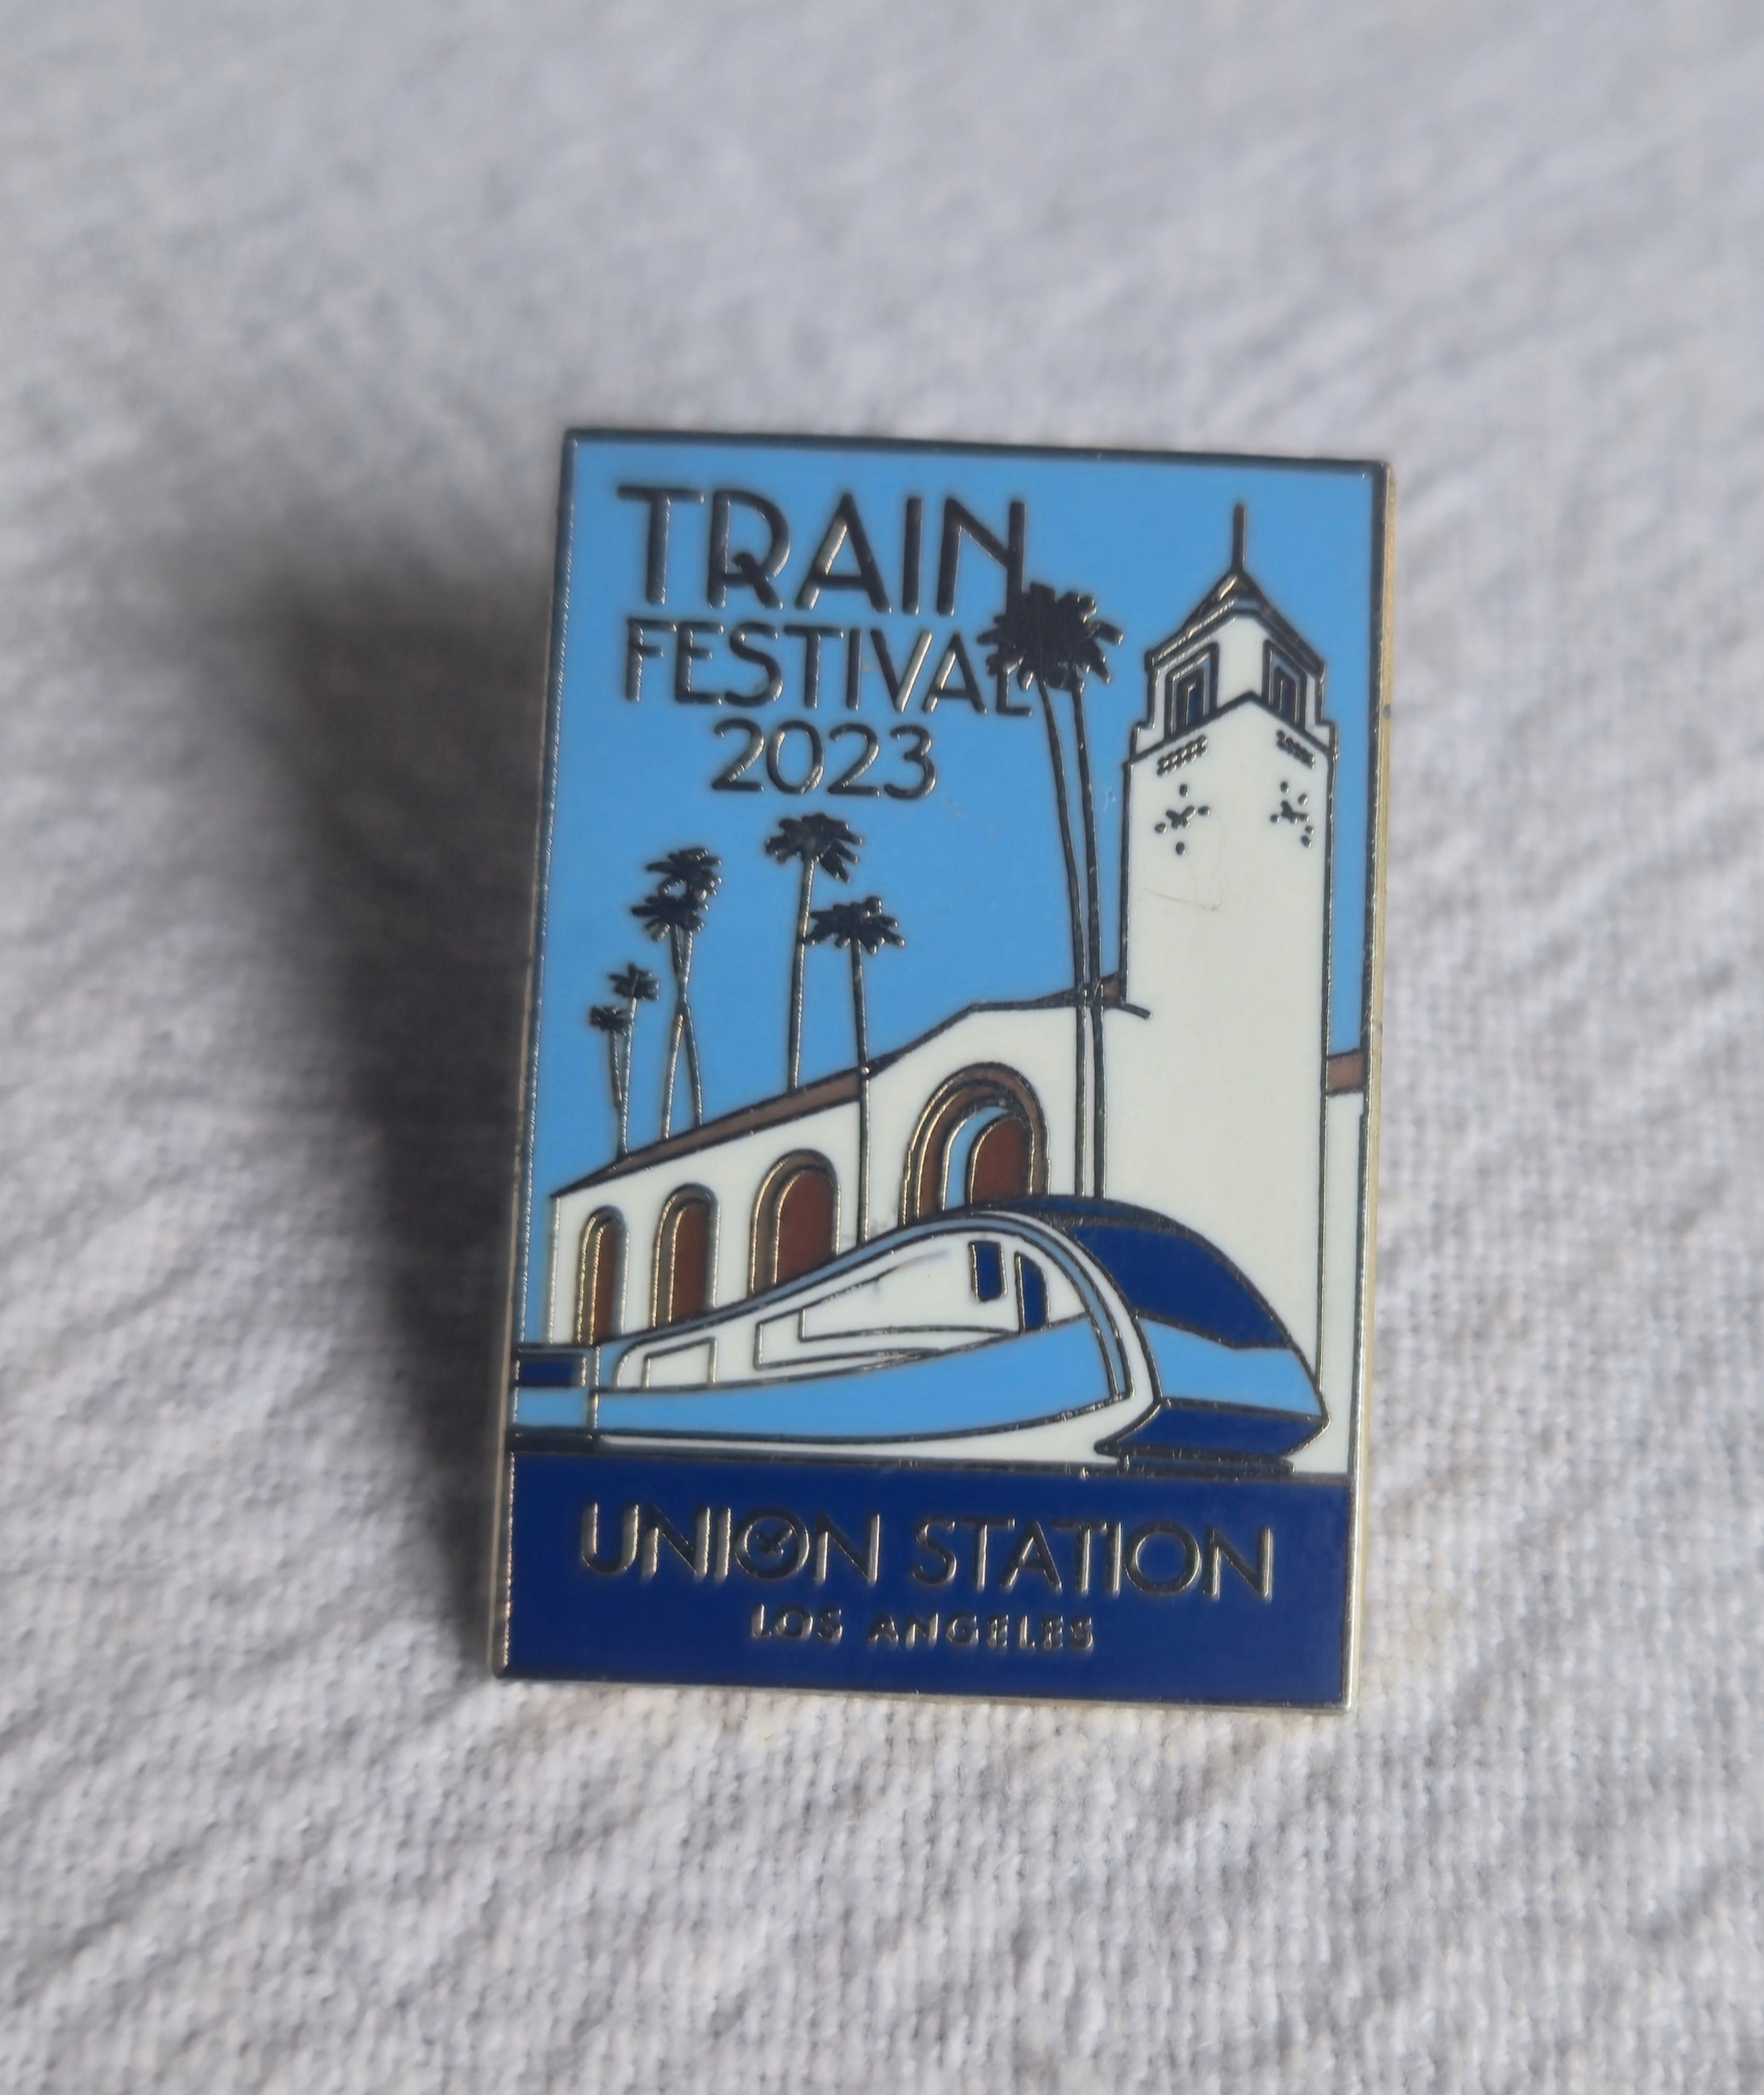 TRAIN
FESTIVAL
2023
UNION STATION
LOS ANGELES